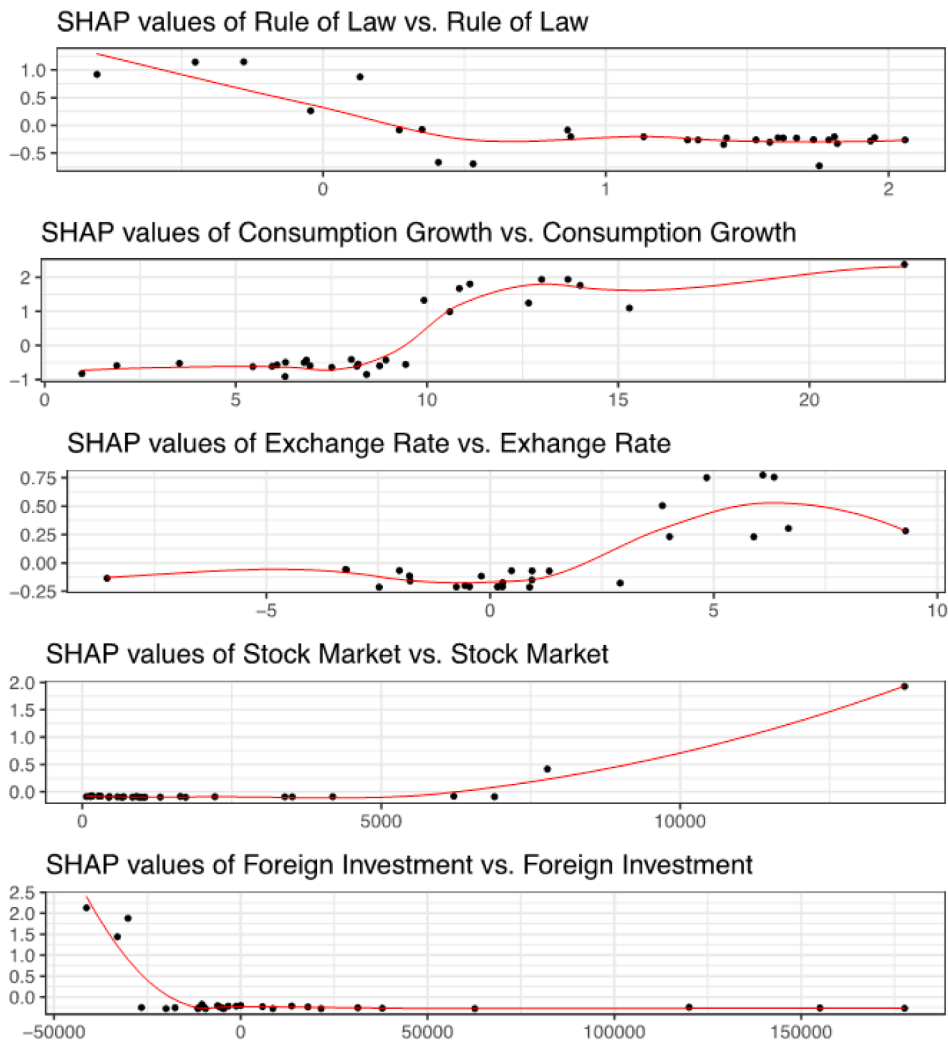 SHAP values of Rule of Law vs. Rule of Law
1.0
0.5
0.0
−0.5
0 1 2
SHAP values of Consumption Growth vs. Consumption Growth
2
1
0
−1
0 5 10 15 20
SHAP values of Exchange Rate vs. Exhange Rate
0.75
0.50
0.25
0.00
−0.25
−5 0 5 10
SHAP values of Stock Market vs. Stock Market
2.0
1.5
1.0
0.5
0.0
0 5000 10000
SHAP values of Foreign Investment vs. Foreign Investment
2.5
2.0
1.5
1.0
0.5
0.0
−50000 0 50000 100000 150000